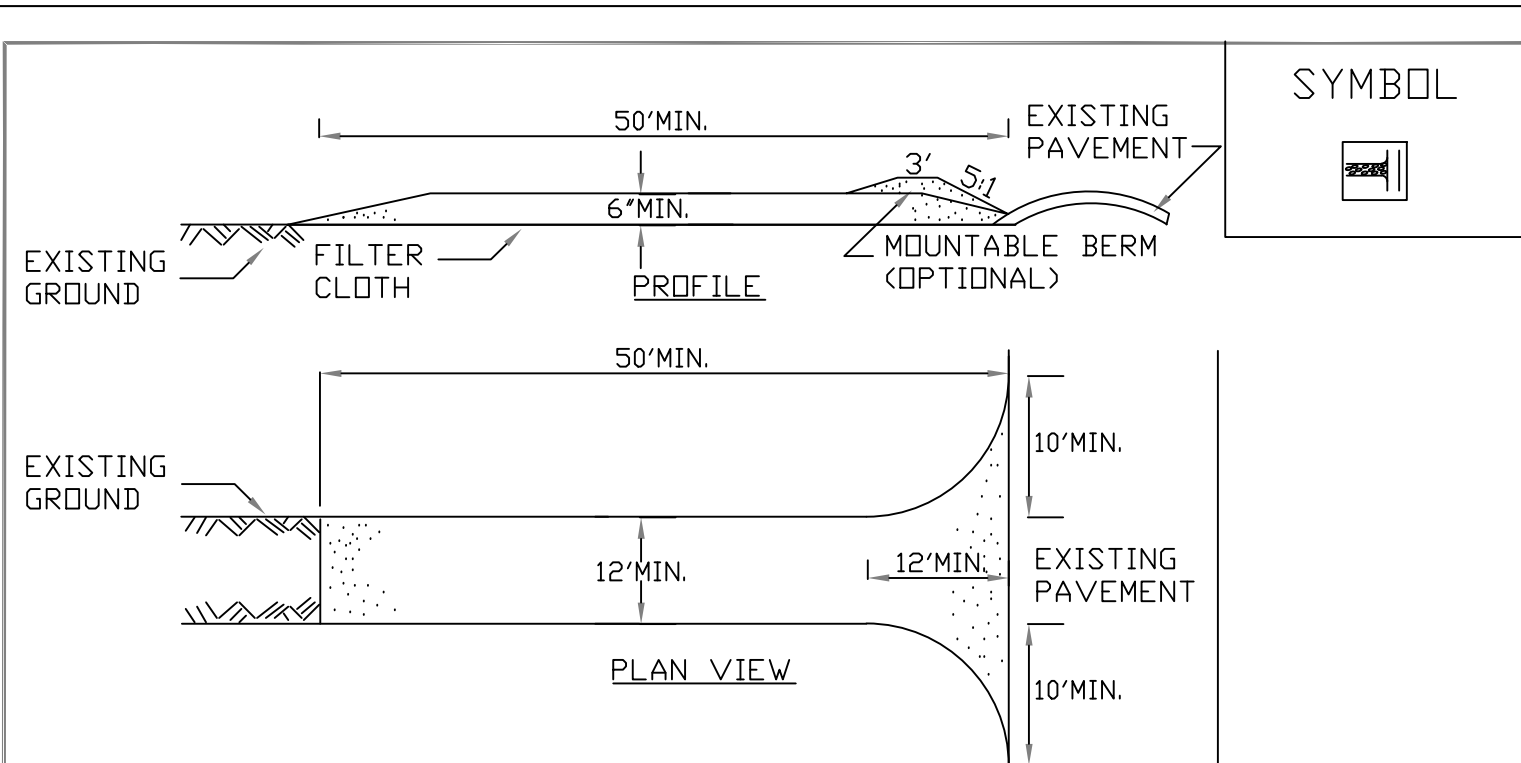 SYMBOL
50'MIN.
EXISTING
PAVEMENT
3'
5:1
6"MIN.
EXISTING
GROUND
FILTER
CLOTH
PROFILE
MOUNTABLE BERM
(OPTIONAL)
50'MIN.
10'MIN.
EXISTING
GROUND
12'MIN.
12'MIN.
EXISTING
PAVEMENT
PLAN VIEW
10'MIN.